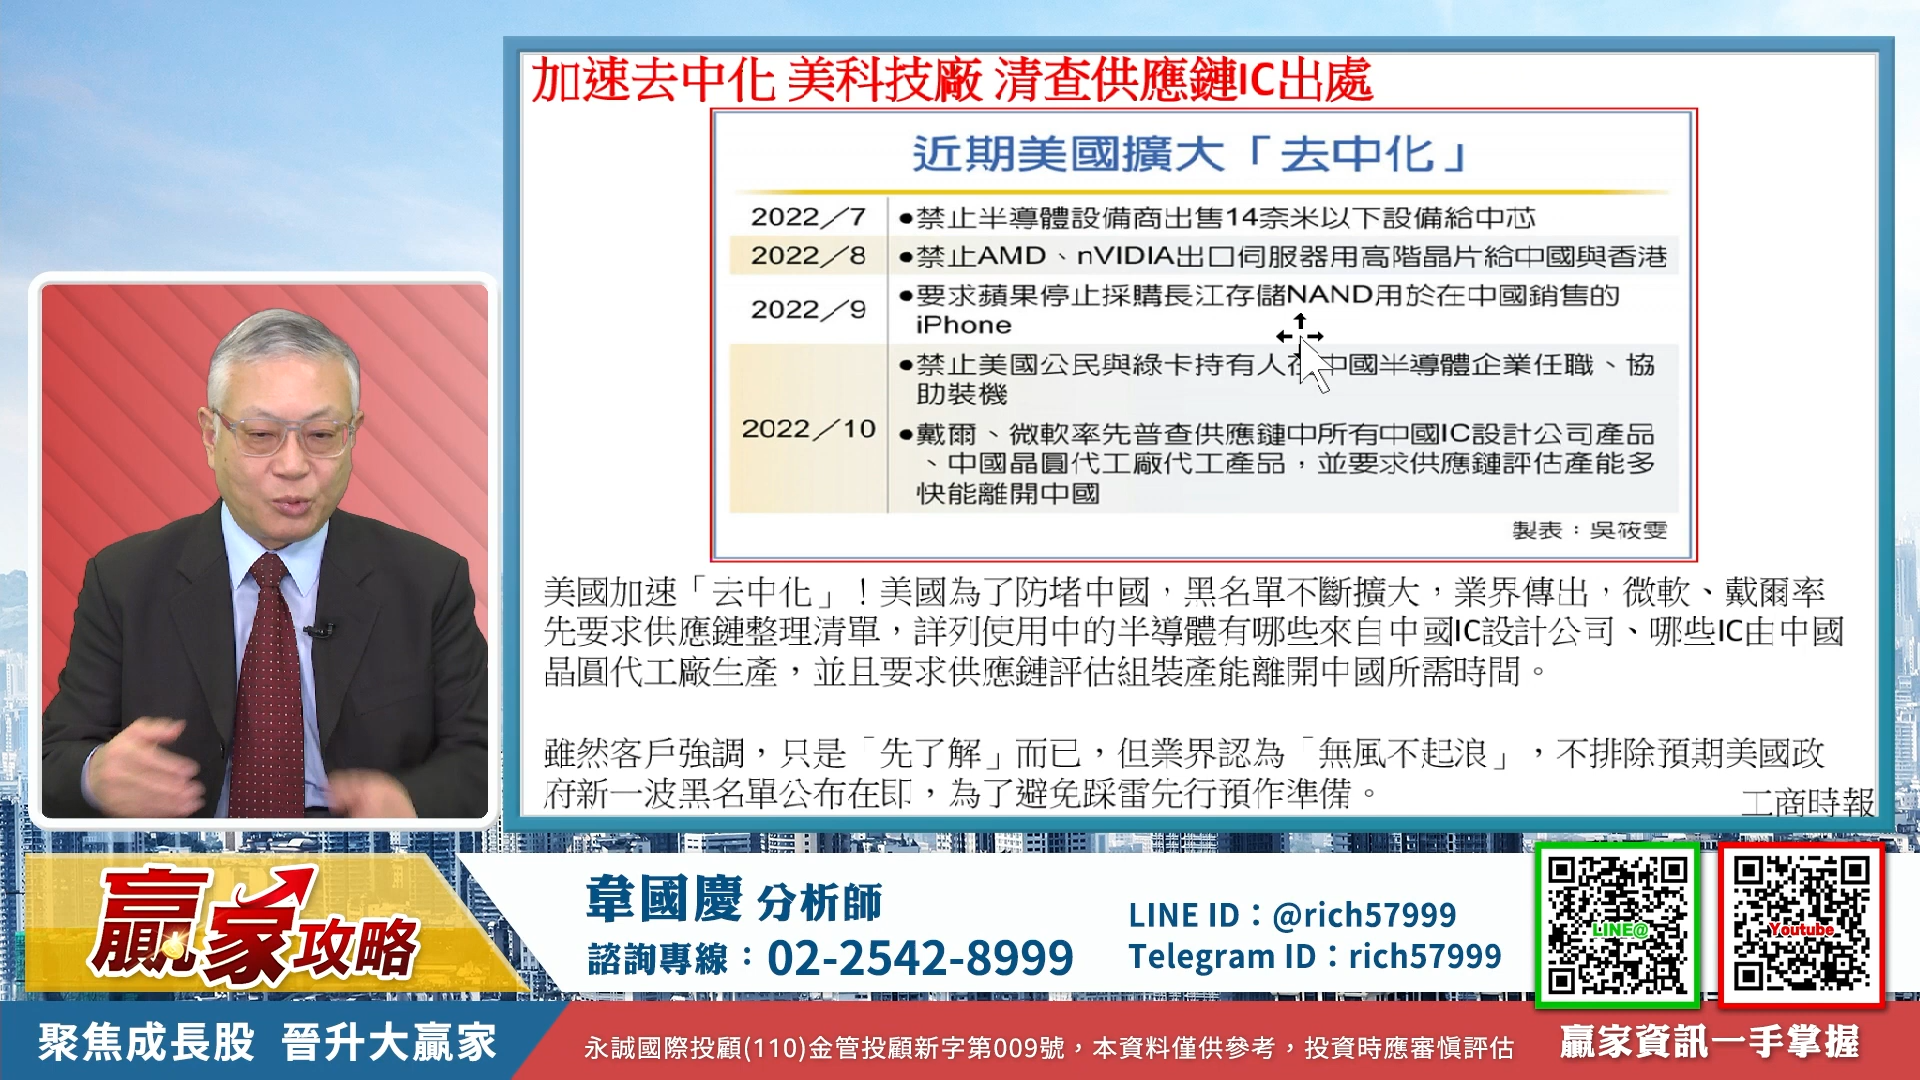 加速去中化 美科技廠 清查供應鏈IC出處
近期美國擴大「去中化」
2022/7
●禁止半導體設備商出售14奈米以下設備給中芯
2022/8
●禁止AMD、nVIDIA出口伺服器用高階晶片給中國與香港
2022/9
●要求蘋果停止採購長江存儲NAND用於在中國銷售的
iPhone
2022/10
●禁止美國公民與綠卡持有人在中國半導體企業任職、協
助裝機
●戴爾、微軟率先普查供應鏈中所有中國IC設計公司產品
、中國晶圓代工廠代工產品，並要求供應鏈評估產能多
快能離開中國
製表：吳筱雯
美國加速「去中化」！美國為了防堵中國，黑名單不斷擴大，業界傳出，微軟、戴爾率
先要求供應鏈整理清單，詳列使用中的半導體有哪些來自中國IC設計公司、哪些IC由中國
晶圓代工廠生產，並且要求供應鏈評估組裝產能離開中國所需時間。
雖然客戶強調，只是「先了解」而已，但業界認為「無風不起浪」，不排除預期美國政
府新一波黑名單公布在即，為了避免踩雷先行預作準備。
工商時報
贏家攻略
韋國慶 分析師
諮詢專線：02-2542-8999
LINE ID：@rich57999
Telegram ID：rich57999
LINE@
Youtube
聚焦成長股 晉升大贏家
永誠國際投顧(110)金管投顧新字第009號，本資料僅供參考，投資時應審慎評估
贏家資訊一手掌握